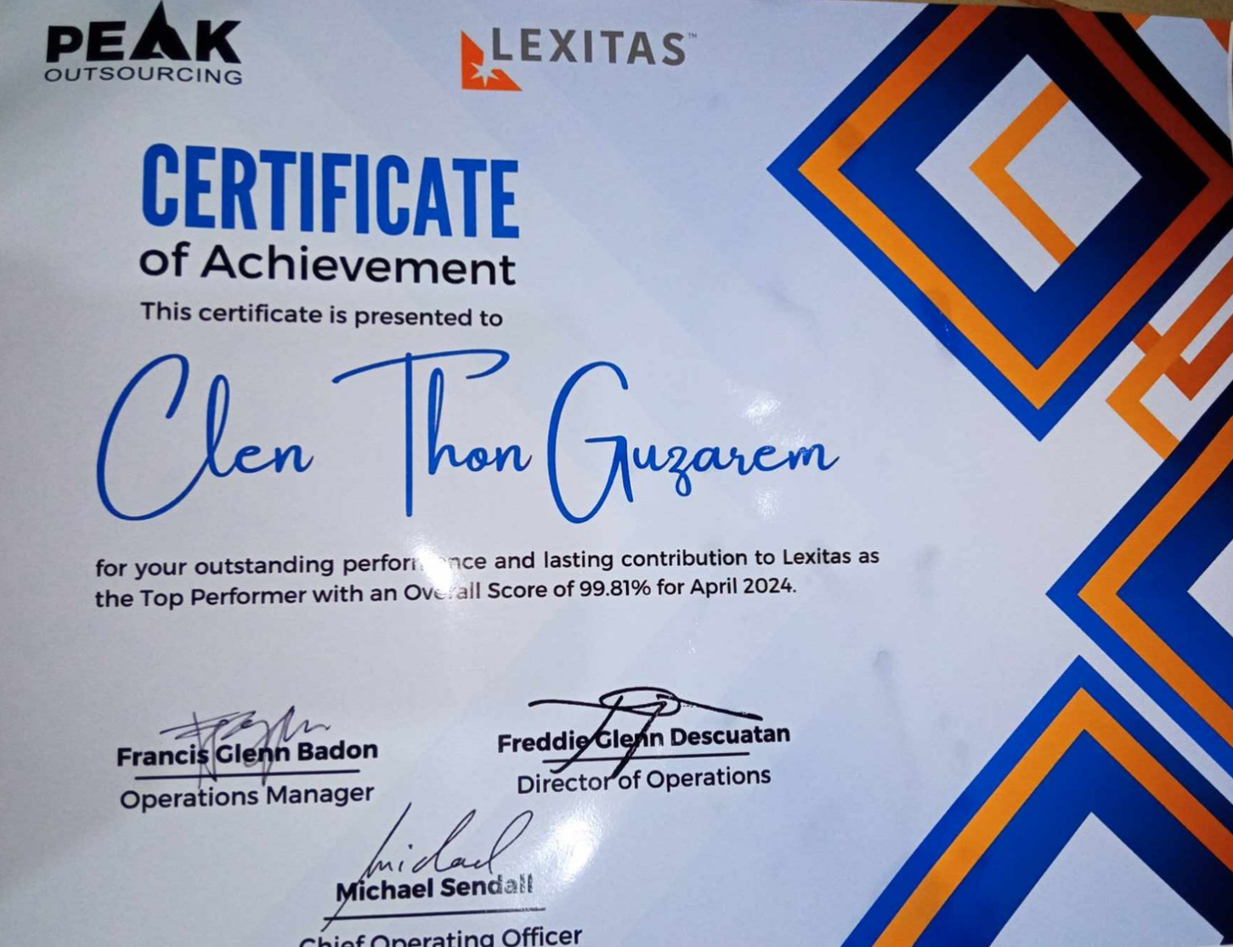 PEAK
OUTSOURCING
LEXITAS™
CERTIFICATE
of Achievement
This certificate is presented to
Clen Thon Guzarem
for your outstanding performance and lasting contribution to Lexitas as
the Top Performer with an Overall Score of 99.81% for April 2024.
Francis Glenn Badon
Operations Manager
Freddie Glenn Descuatan
Director of Operations
Michael Sendall
Chief Operating Officer